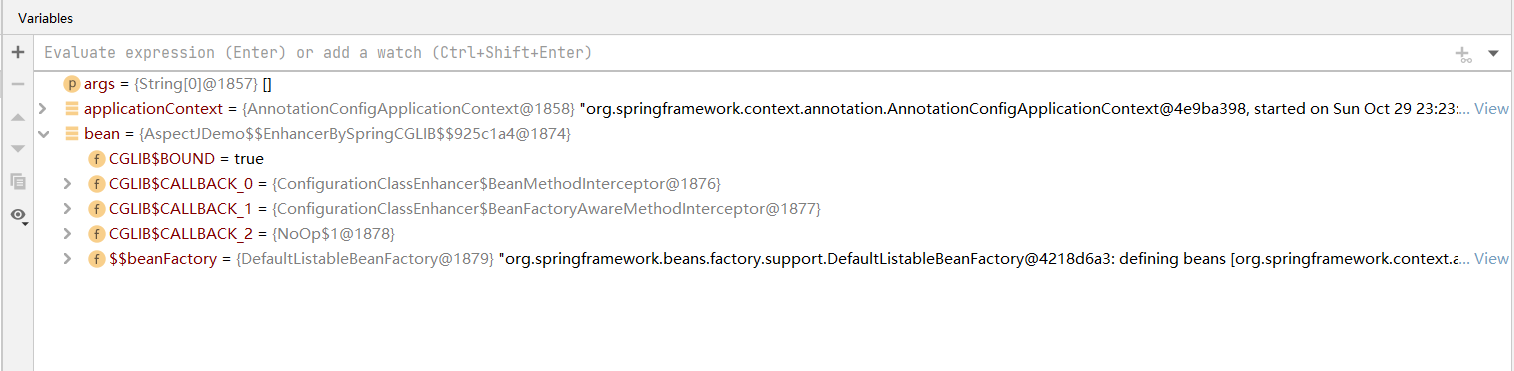 Variables
Evaluate expression (Enter) or add a watch (Ctrl+Shift+Enter)
p args = {String[0]@1857} []
applicationContext = {AnnotationConfigApplicationContext@1858} "org.springframework.context.annotation.AnnotationConfigApplicationContext@4e9ba398, started on Sun Oct 29 23:23:... View
bean = {AspectJDemo$$EnhancerBySpringCGLIB$$925c1a4@1874}
f CGLIB$BOUND = true
f CGLIB$CALLBACK_0 = {ConfigurationClassEnhancer$BeanMethodInterceptor@1876}
f CGLIB$CALLBACK_1 = {ConfigurationClassEnhancer$BeanFactoryAwareMethodInterceptor@1877}
f CGLIB$CALLBACK_2 = {NoOp$1@1878}
f $$beanFactory = {DefaultListableBeanFactory@1879} "org.springframework.beans.factory.support.DefaultListableBeanFactory@4218d6a3: defining beans [org.springframework.context.a... View